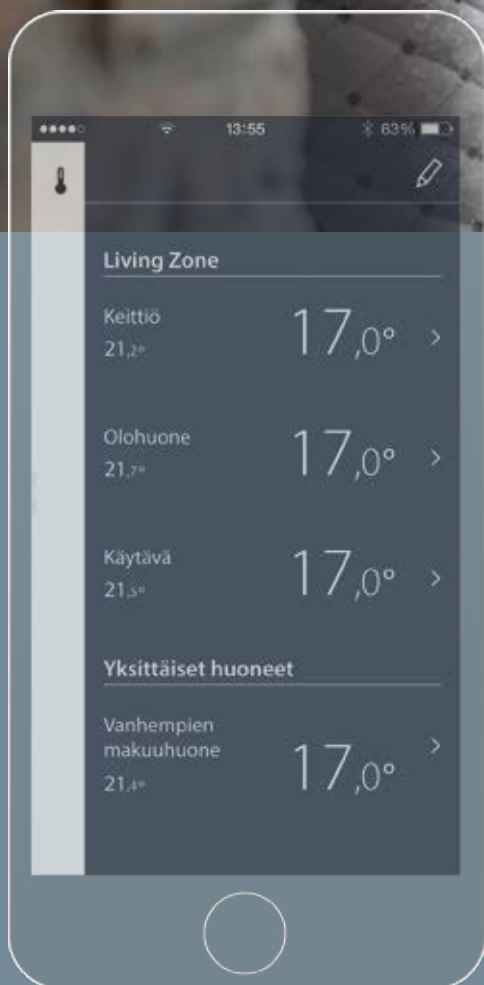 13:55 63%
Living Zone
Keittiö
21,2° 17,0° >
Olohuone
21,7° 17,0° >
Käytävä
21,5° 17,0° >
Yksittäiset huoneet
Vanhempien
makuuhuone
21,4° 17,0° >